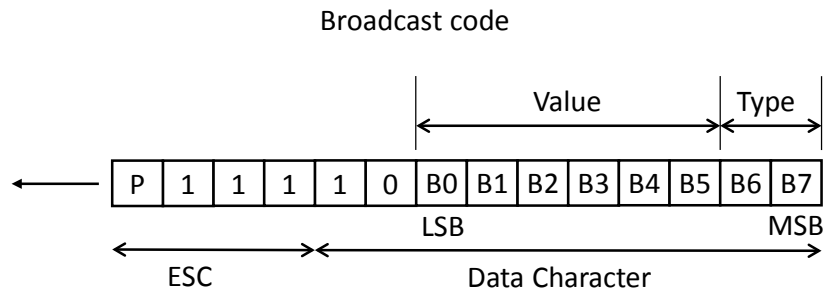 Broadcast code
Value Type
P 1 1 1 1 0 B0 B1 B2 B3 B4 B5 B6 B7
LSB MSB
ESC Data Character